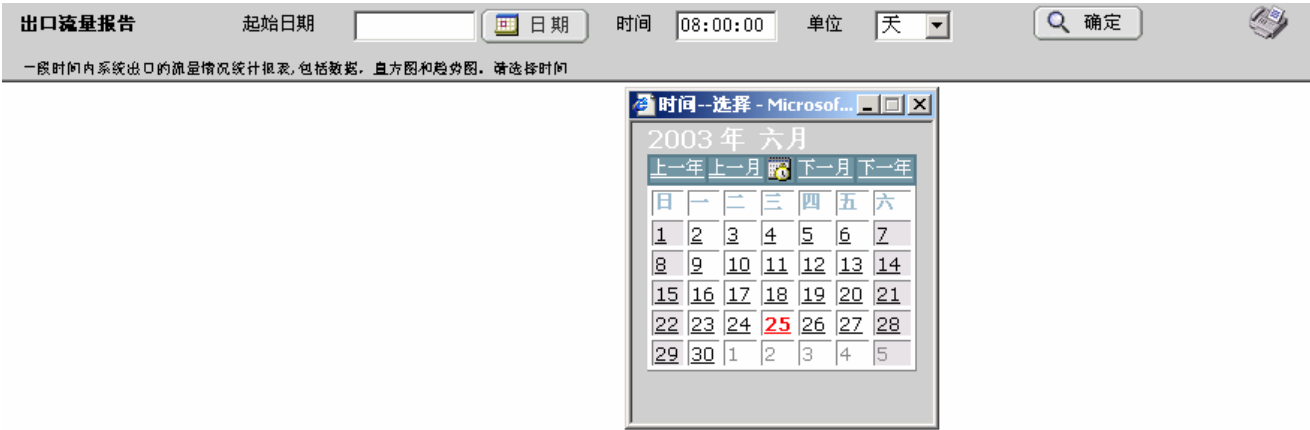 出口流量报告 起始日期 日期 时间 08:00:00 单位 天 确定
一段时间内系统出口的流量情况统计报表,包括数据，直方图和趋势图。请选择时间
时间--选择 - Microsof...
2003 年 六月
上一年 上一月 下一月 下一年
日 一 二 三 四 五 六
1 2 3 4 5 6 7
8 9 10 11 12 13 14
15 16 17 18 19 20 21
22 23 24 25 26 27 28
29 30 1 2 3 4 5